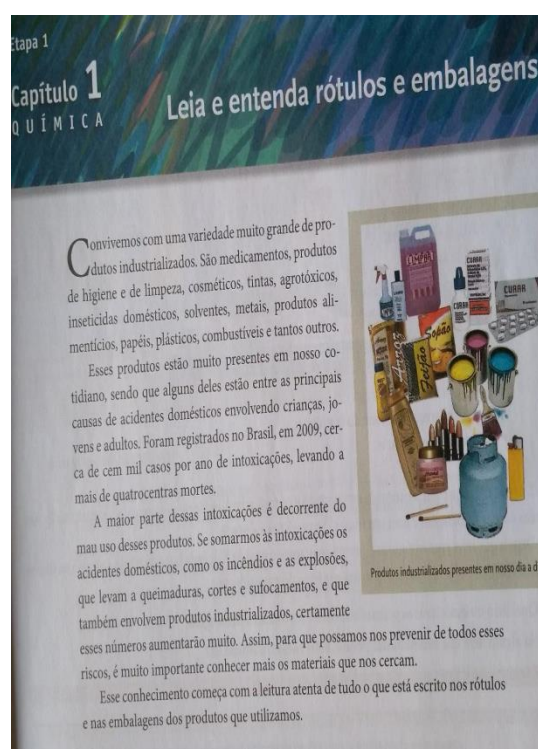 Etapa 1
Capítulo 1
QUÍMICA
Leia e entenda rótulos e embalagens
Convivemos com uma variedade muito grande de pro-
dutos industrializados. São medicamentos, produtos
de higiene e de limpeza, cosméticos, tintas, agrotóxicos,
inseticidas domésticos, solventes, metais, produtos ali-
mentícios, papéis, plásticos, combustíveis e tantos outros.
Esses produtos estão muito presentes em nosso co-
tidiano, sendo que alguns deles estão entre as principais
causas de acidentes domésticos envolvendo crianças, jo-
vens e adultos. Foram registrados no Brasil, em 2009, cer-
ca de cem mil casos por ano de intoxicações, levando a
mais de quatrocentras mortes.
A maior parte dessas intoxicações é decorrente do
mau uso desses produtos. Se somarmos às intoxicações os
acidentes domésticos, como os incêndios e as explosões,
que levam a queimaduras, cortes e sufocamentos, e que
também envolvem produtos industrializados, certamente
esses números aumentarão muito. Assim, para que possamos nos prevenir de todos esses
riscos, é muito importante conhecer mais os materiais que nos cercam.
Esse conhecimento começa com a leitura atenta de tudo o que está escrito nos rótulos
e nas embalagens dos produtos que utilizamos.
LIMPAR
CURAR
CURAR
CURAR
Arroz
Feijão
Sopão
Produtos industrializados presentes em nosso dia a d